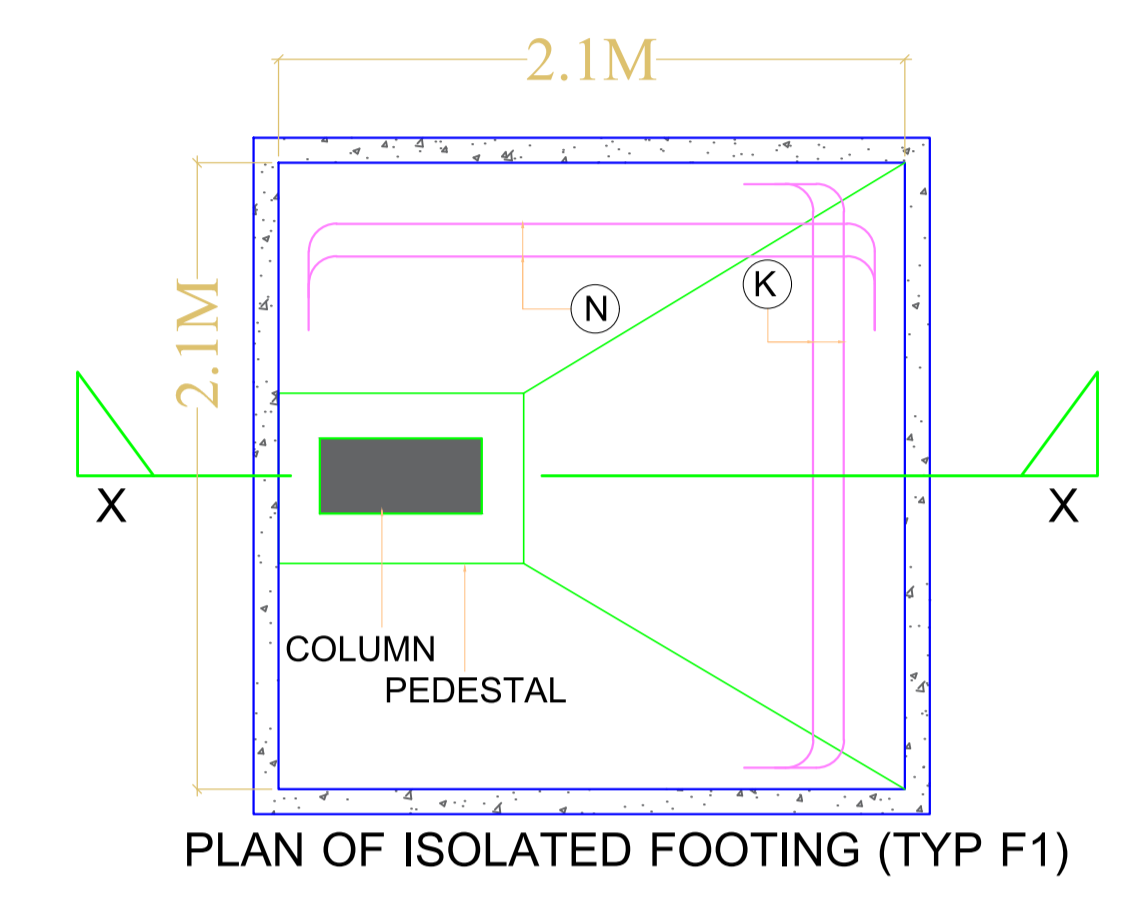 2.1M
2.1M
N
K
X
X
COLUMN
PEDESTAL
PLAN OF ISOLATED FOOTING (TYP F1)